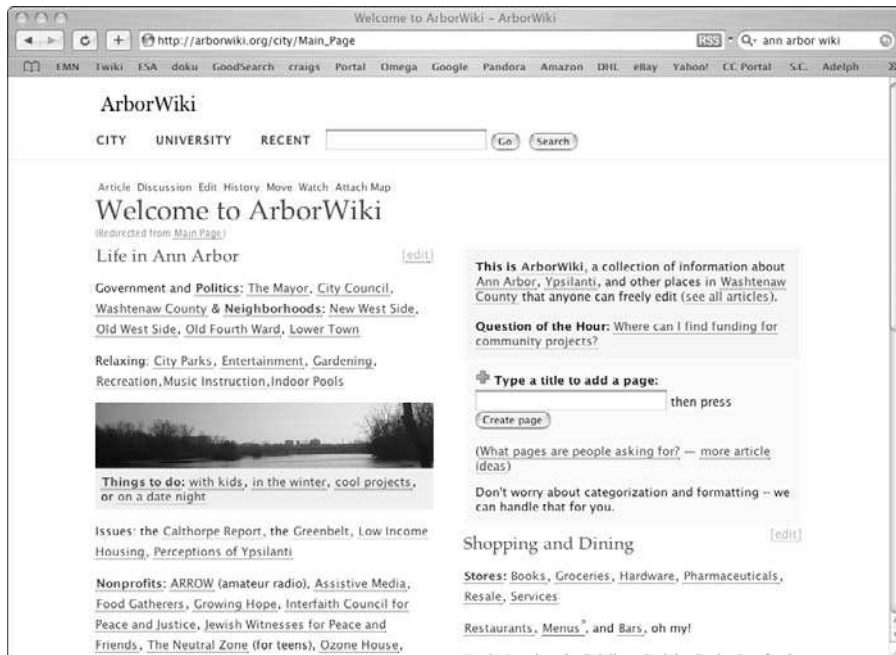 Welcome to ArborWiki – ArborWiki
http://arborwiki.org/city/Main_Page
RSS
ann arbor wiki
EMN Twiki ESA doku GoodSearch craigs Portal Omega Google Pandora Amazon DHL eBay Yahoo! CC Portal S.C. Adelph
ArborWiki
CITY UNIVERSITY RECENT Go Search
Article Discussion Edit History Move Watch Attach Map
Welcome to ArborWiki
(Redirected from Main Page)
Life in Ann Arbor [edit]
Government and Politics: The Mayor, City Council,
Washtenaw County & Neighborhoods: New West Side,
Old West Side, Old Fourth Ward, Lower Town
Relaxing: City Parks, Entertainment, Gardening,
Recreation,Music Instruction,Indoor Pools
Things to do: with kids, in the winter, cool projects,
or on a date night
Issues: the Calthorpe Report, the Greenbelt, Low Income
Housing, Perceptions of Ypsilanti
Nonprofits: ARROW (amateur radio), Assistive Media,
Food Gatherers, Growing Hope, Interfaith Council for
Peace and Justice, Jewish Witnesses for Peace and
Friends, The Neutral Zone (for teens), Ozone House,
This is ArborWiki, a collection of information about
Ann Arbor, Ypsilanti, and other places in Washtenaw
County that anyone can freely edit (see all articles).
Question of the Hour: Where can I find funding for
community projects?
Type a title to add a page:
then press
Create page
(What pages are people asking for? — more article
ideas)
Don't worry about categorization and formatting -- we
can handle that for you.
Shopping and Dining [edit]
Stores: Books, Groceries, Hardware, Pharmaceuticals,
Resale, Services
Restaurants, Menus*, and Bars, oh my!